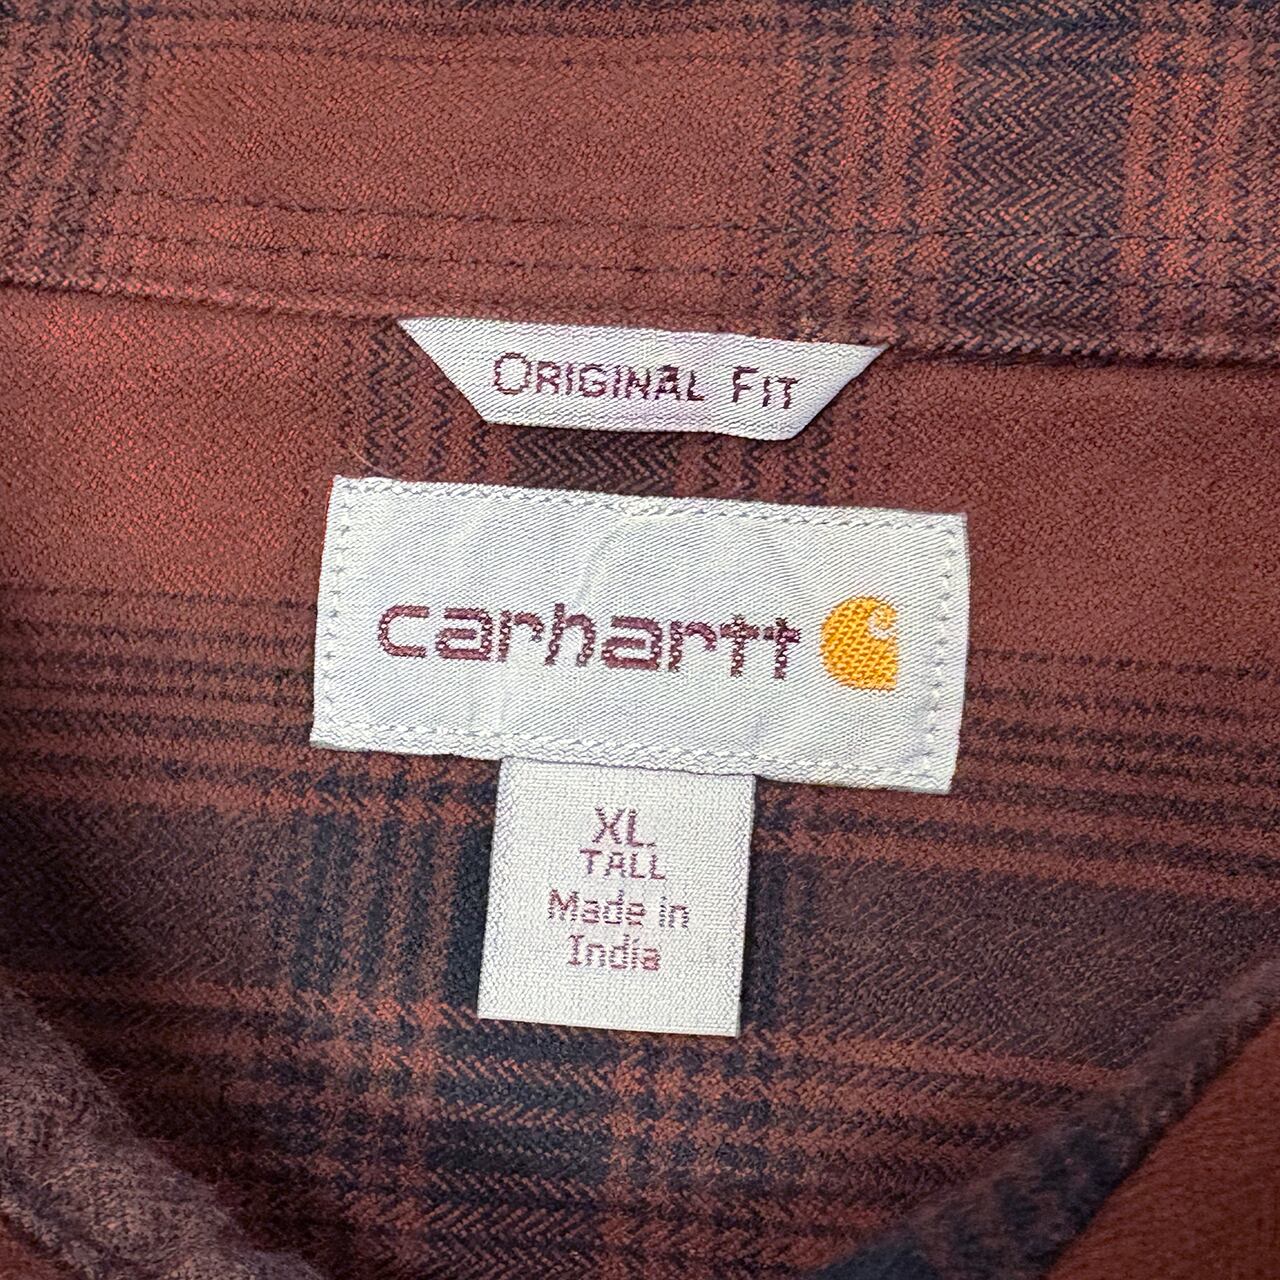 ORIGINAL FIT
carhartt
XL
TALL
Made in
India